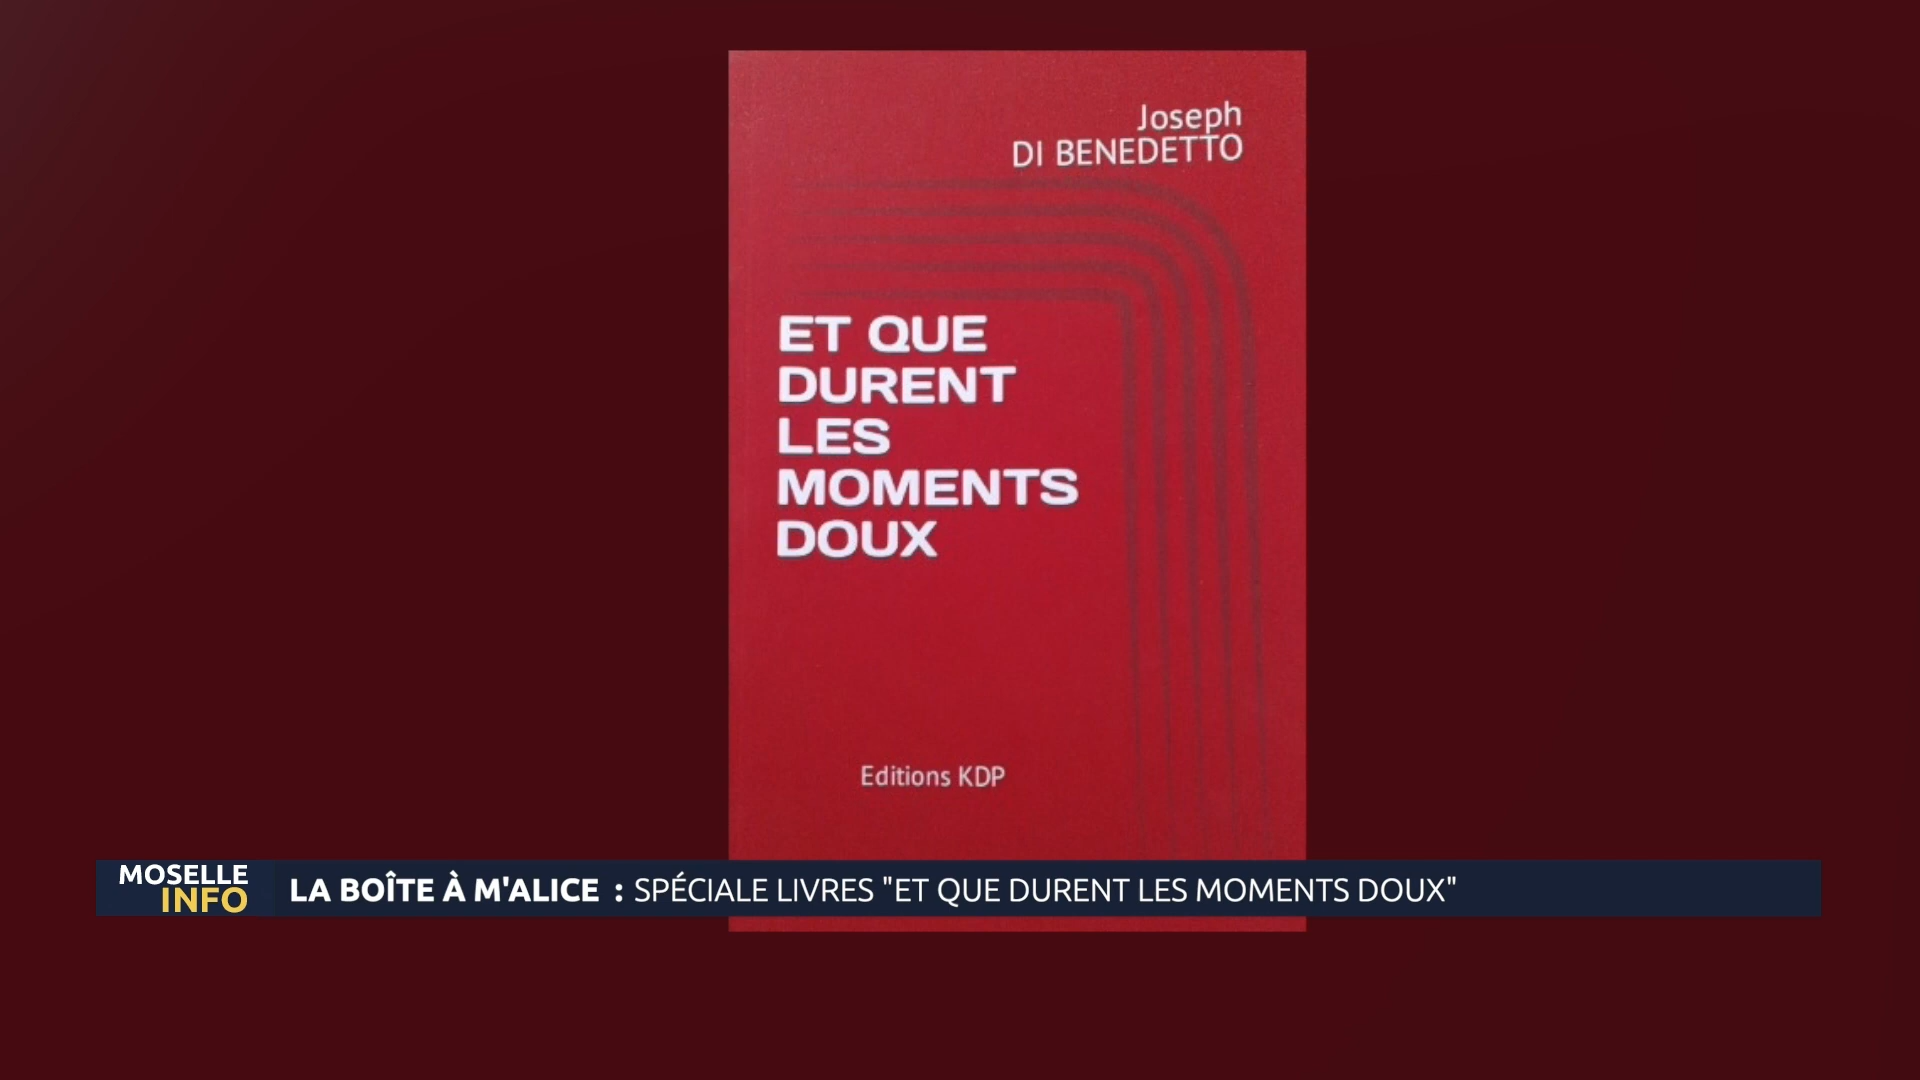 Joseph
DI BENEDETTO
ET QUE
DURENT
LES
MOMENTS
DOUX
Editions KDP
MOSELLE
INFO
LA BOÎTE À M'ALICE : SPÉCIALE LIVRES "ET QUE DURENT LES MOMENTS DOUX"